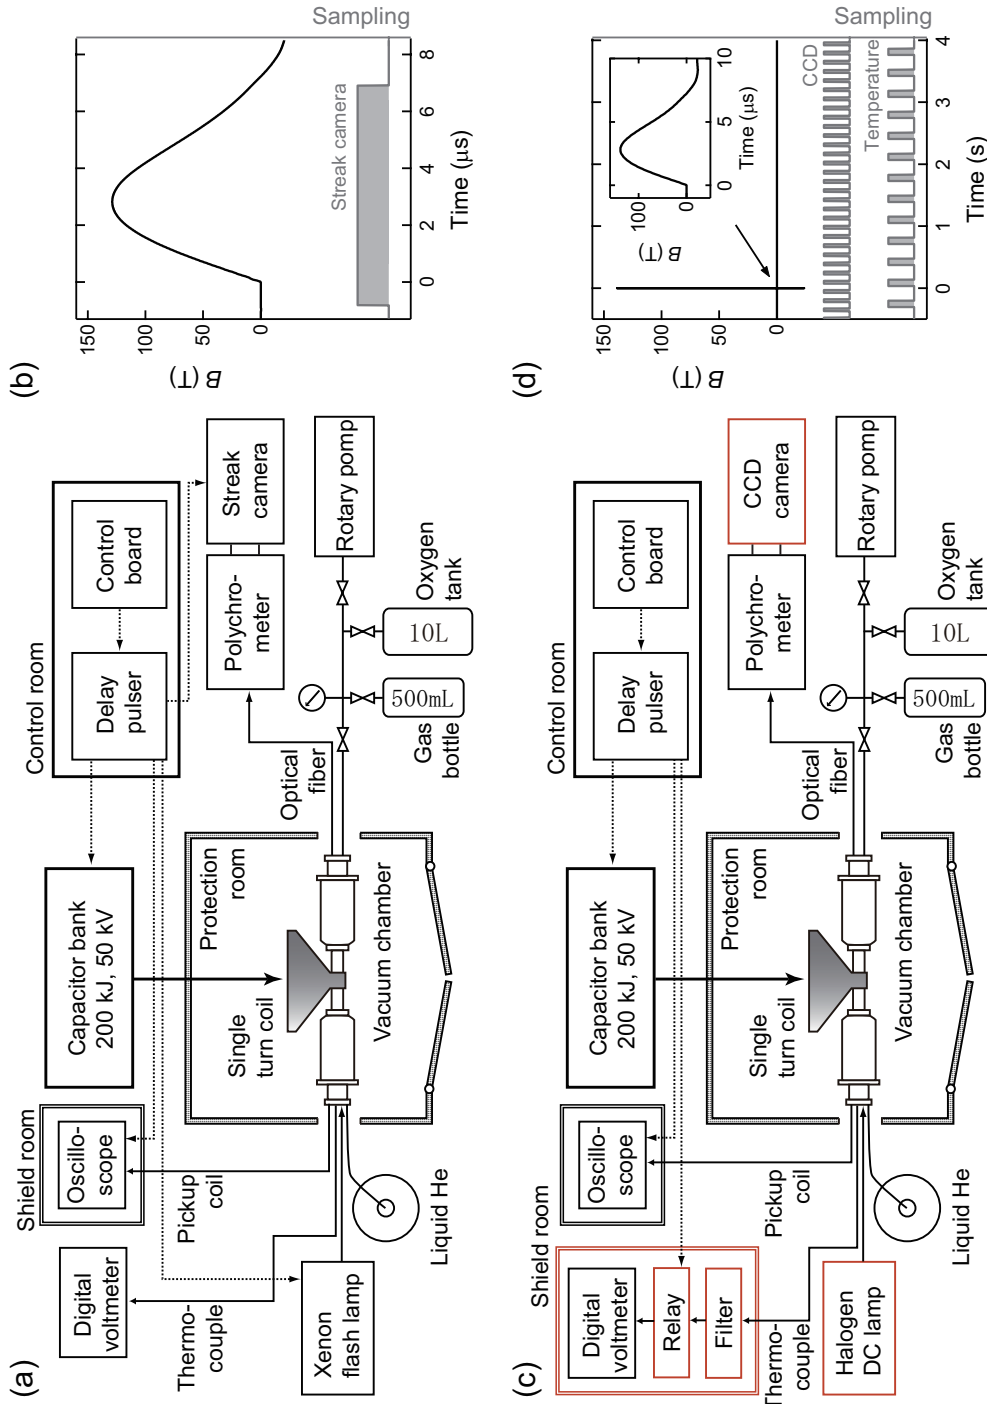 (a)
Shield room
Control room
Digital
voltmeter
Oscillo-
scope
Capacitor bank
200 kJ, 50 kV
Delay
pulser
Control
board
Thermo-
couple
Pickup
coil
Single
turn coil
Protection
room
Optical
fiber
Polychro-
meter
Streak
camera
Xenon
flash lamp
Liquid He
Vacuum chamber
Gas
bottle
500mL
10L
Oxygen
tank
Rotary pomp
(b)
B (T)
150
100
50
0
Streak camera
Sampling
0
2
4
6
8
Time (μs)
(c)
Shield room
Control room
Digital
voltmeter
Relay
Filter
Oscillo-
scope
Capacitor bank
200 kJ, 50 kV
Delay
pulser
Control
board
Thermo-
couple
Pickup
coil
Single
turn coil
Protection
room
Optical
fiber
Polychro-
meter
CCD
camera
Halogen
DC lamp
Liquid He
Vacuum chamber
Gas
bottle
500mL
10L
Oxygen
tank
Rotary pomp
(d)
B (T)
150
100
50
0
B (T)
100
0
0
5
10
Time (μs)
CCD
Temperature
Sampling
0
1
2
3
4
Time (s)